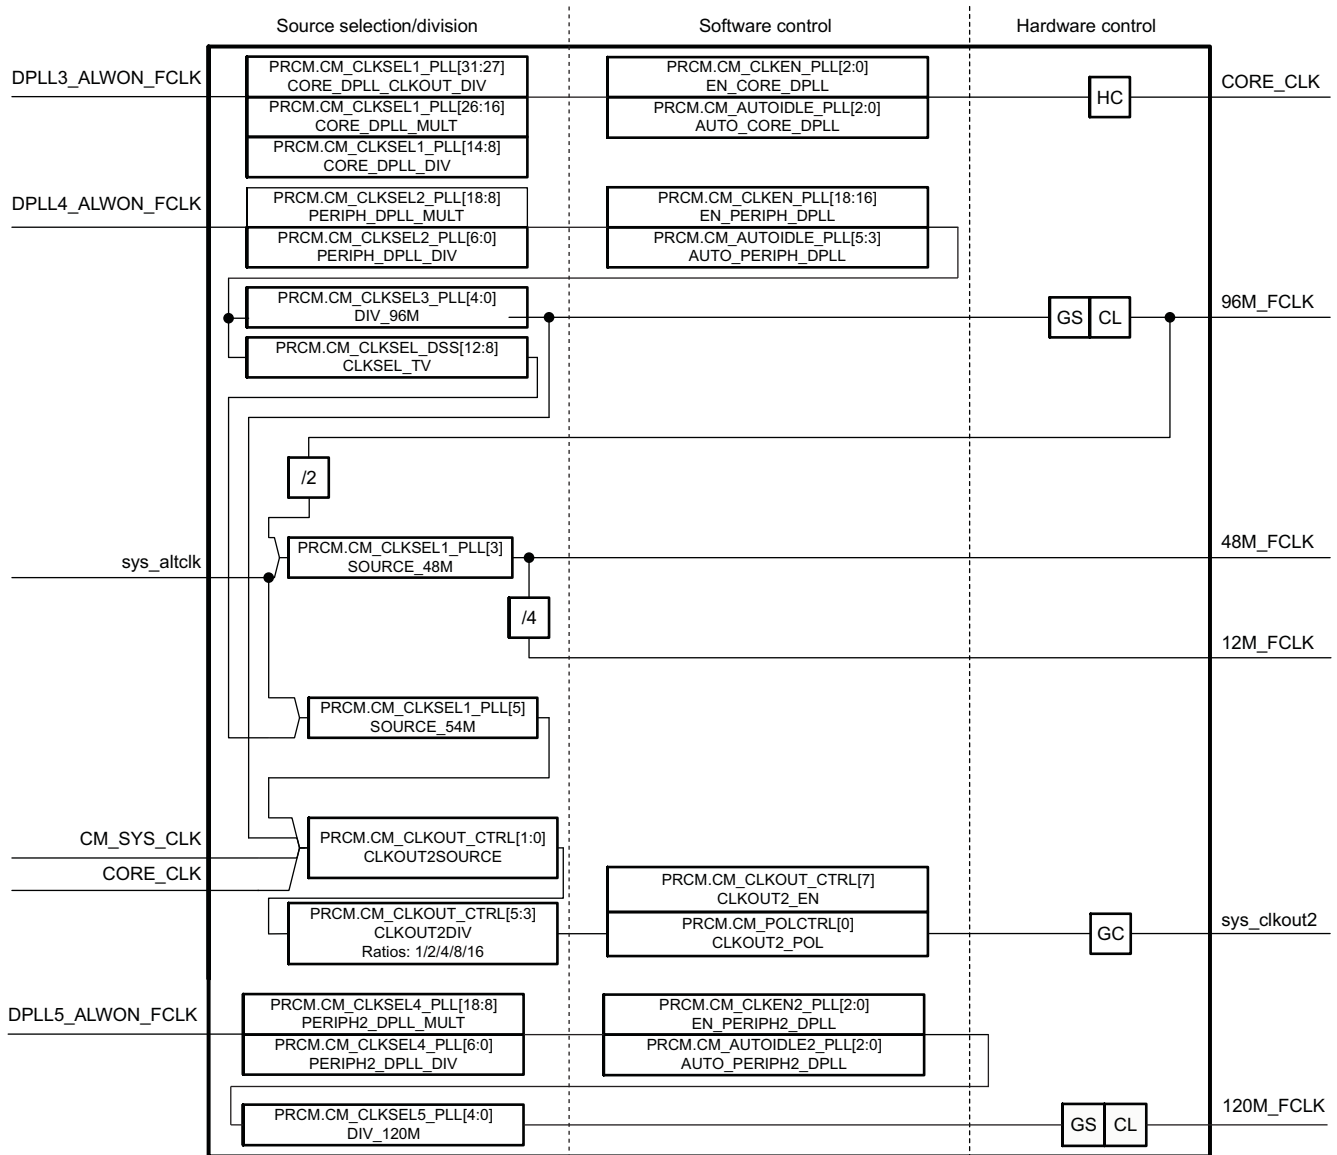 Source selection/division
Software control
Hardware control
DPLL3_ALWON_FCLK
PRCM.CM_CLKSEL1_PLL[31:27]
CORE_DPLL_CLKOUT_DIV
PRCM.CM_CLKSEL1_PLL[26:16]
CORE_DPLL_MULT
PRCM.CM_CLKSEL1_PLL[14:8]
CORE_DPLL_DIV
PRCM.CM_CLKEN_PLL[2:0]
EN_CORE_DPLL
PRCM.CM_AUTOIDLE_PLL[2:0]
AUTO_CORE_DPLL
HC
CORE_CLK
DPLL4_ALWON_FCLK
PRCM.CM_CLKSEL2_PLL[18:8]
PERIPH_DPLL_MULT
PRCM.CM_CLKSEL2_PLL[6:0]
PERIPH_DPLL_DIV
PRCM.CM_CLKEN_PLL[18:16]
EN_PERIPH_DPLL
PRCM.CM_AUTOIDLE_PLL[5:3]
AUTO_PERIPH_DPLL
PRCM.CM_CLKSEL3_PLL[4:0]
DIV_96M
GS
CL
96M_FCLK
PRCM.CM_CLKSEL_DSS[12:8]
CLKSEL_TV
/2
sys_altclk
PRCM.CM_CLKSEL1_PLL[3]
SOURCE_48M
48M_FCLK
/4
12M_FCLK
PRCM.CM_CLKSEL1_PLL[5]
SOURCE_54M
CM_SYS_CLK
CORE_CLK
PRCM.CM_CLKOUT_CTRL[1:0]
CLKOUT2SOURCE
PRCM.CM_CLKOUT_CTRL[5:3]
CLKOUT2DIV
Ratios: 1/2/4/8/16
PRCM.CM_CLKOUT_CTRL[7]
CLKOUT2_EN
PRCM.CM_POLCTRL[0]
CLKOUT2_POL
GC
sys_clkout2
DPLL5_ALWON_FCLK
PRCM.CM_CLKSEL4_PLL[18:8]
PERIPH2_DPLL_MULT
PRCM.CM_CLKSEL4_PLL[6:0]
PERIPH2_DPLL_DIV
PRCM.CM_CLKEN2_PLL[2:0]
EN_PERIPH2_DPLL
PRCM.CM_AUTOIDLE2_PLL[2:0]
AUTO_PERIPH2_DPLL
PRCM.CM_CLKSEL5_PLL[4:0]
DIV_120M
GS
CL
120M_FCLK